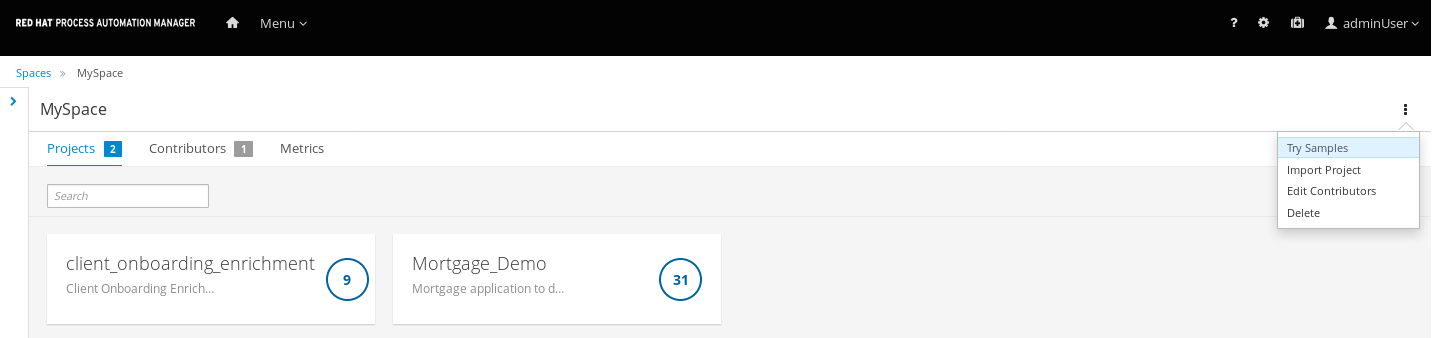 RED HAT PROCESS AUTOMATION MANAGER Menu ? adminUser
Spaces » MySpace
MySpace
Projects 2 Contributors 1 Metrics
Try Samples
Import Project
Edit Contributors
Delete
Search
client_onboarding_enrichment 9
Client Onboarding Enrich...
Mortgage_Demo 31
Mortgage application to d...